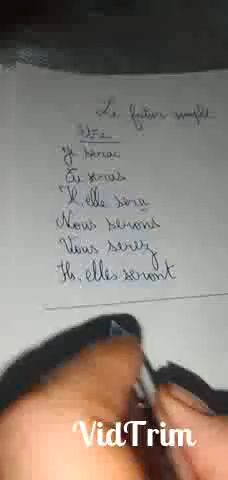 Le futur simple
Être
Je serai
Tu seras
Il, elle sera
Nous serons
Vous serez
Ils, elles seront
VidTrim